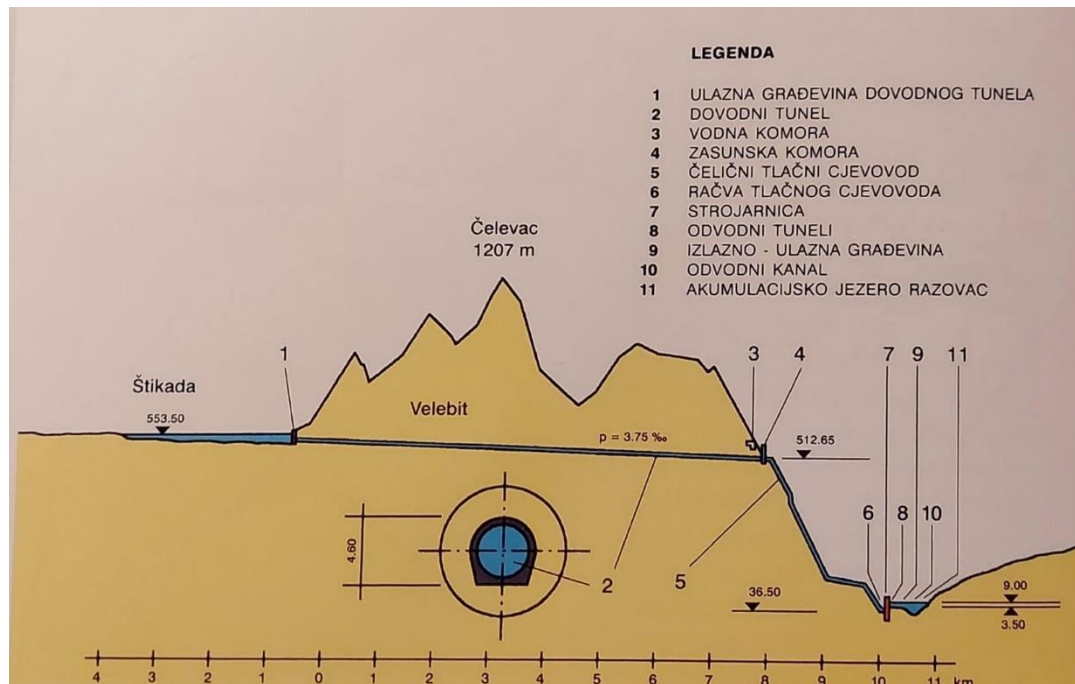 LEGENDA
1 ULAZNA GRAĐEVINA DOVODNOG TUNELA
2 DOVODNI TUNEL
3 VODNA KOMORA
4 ZASUNSKA KOMORA
5 ČELIČNI TLAČNI CJEVOVOD
6 RAČVA TLAČNOG CJEVOVODA
7 STROJARNICA
8 ODVODNI TUNELI
9 IZLAZNO - ULAZNA GRAĐEVINA
10 ODVODNI KANAL
11 AKUMULACIJSKO JEZERO RAZOVAC
Čelevac
1207 m
1
3 4 7 9 11
Štikada
553.50
Velebit
p = 3.75 ‰
512.65
6 8 10
4.60
2
5
36.50
9.00
3.50
4 3 2 1 0 1 2 3 4 5 6 7 8 9 10 11 km